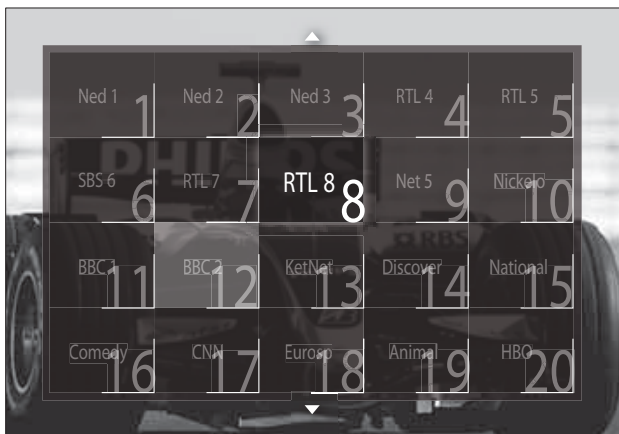 Ned 1 1 Ned 2 2 Ned 3 3 RTL 4 4 RTL 5 5
PHILIPS
SBS 6 6 RTL 7 7 RTL 8 8 Net 5 9 Nickelo 10
RBS
BBC 1 11 BBC 2 12 KetNet 13 Discover 14 National 15
Comedy 16 CNN 17 Eurosp 18 Animal 19 HBO 20